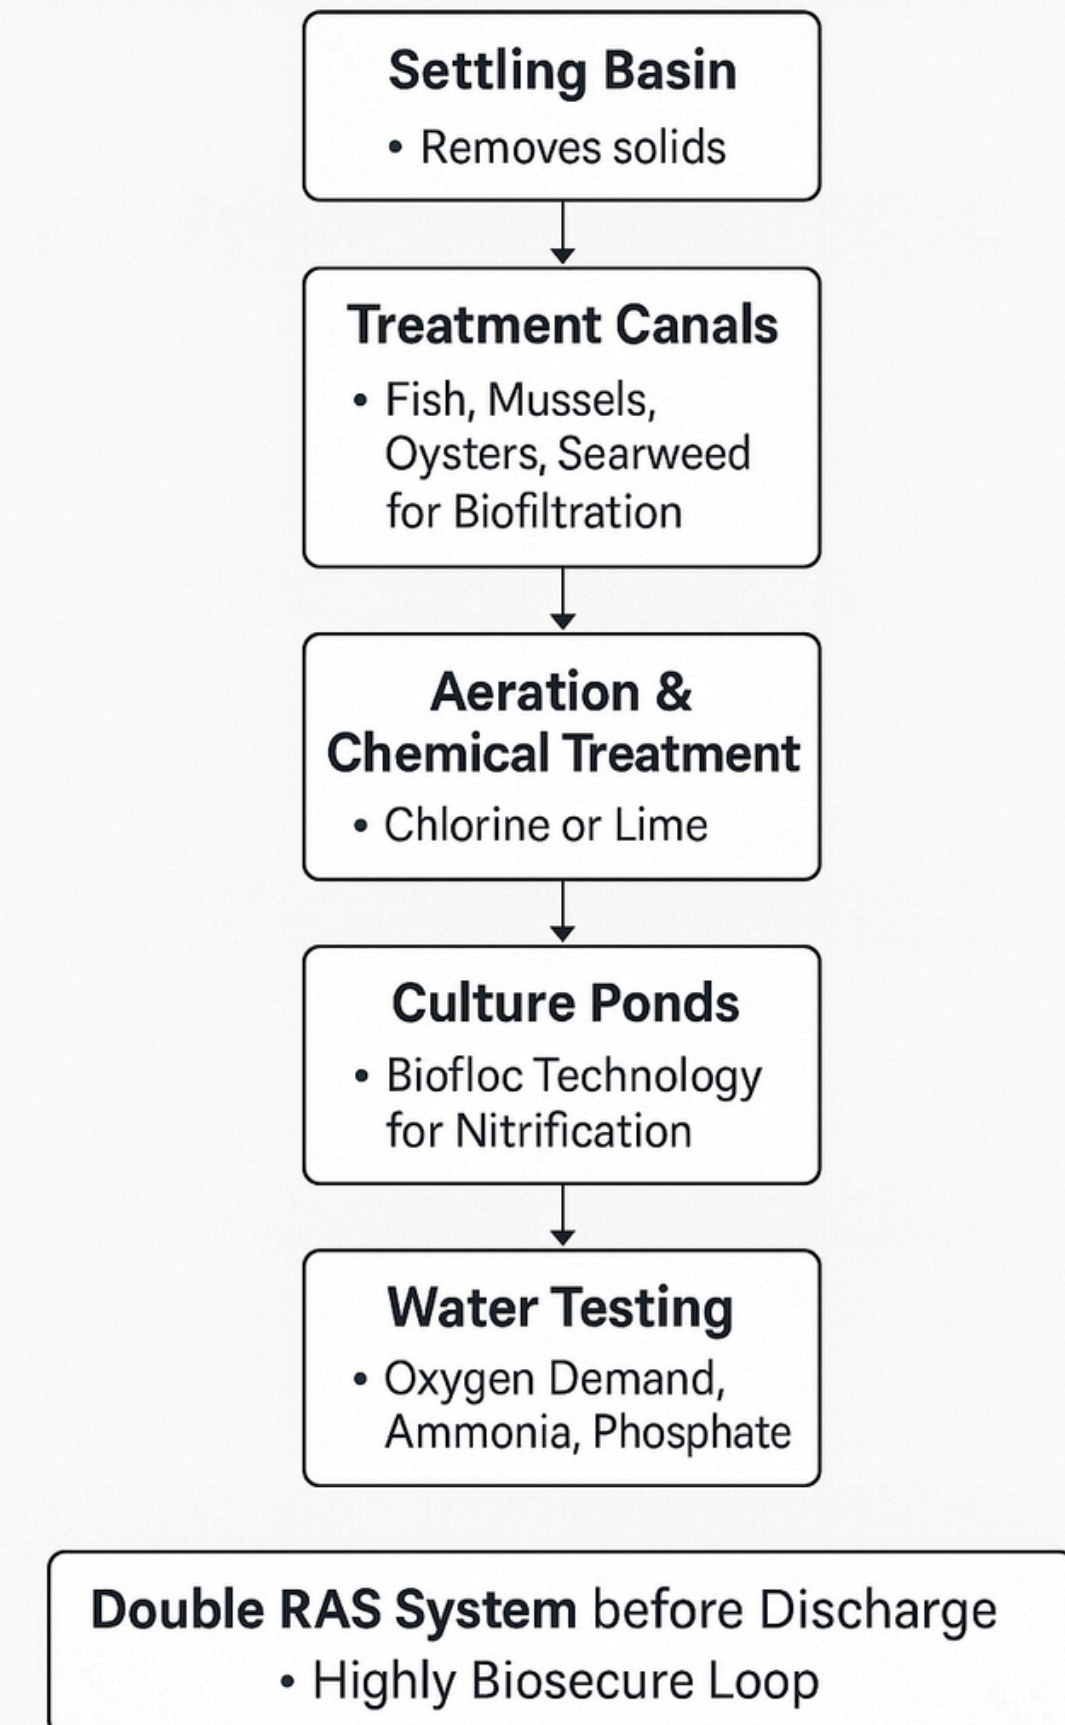 Settling Basin
• Removes solids
Treatment Canals
• Fish, Mussels,
Oysters, Searweed
for Biofiltration
Aeration &
Chemical Treatment
• Chlorine or Lime
Culture Ponds
• Biofloc Technology
for Nitrification
Water Testing
• Oxygen Demand,
Ammonia, Phosphate
Double RAS System before Discharge
• Highly Biosecure Loop